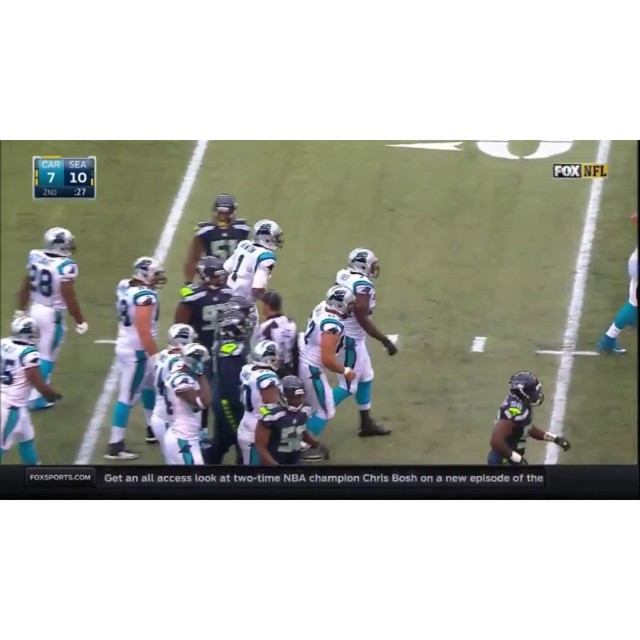 CAR SEA
7 10
2ND :27
FOX NFL
28
51
1
FOXSPORTS.COM
Get an all access look at two-time NBA champion Chris Bosh on a new episode of the